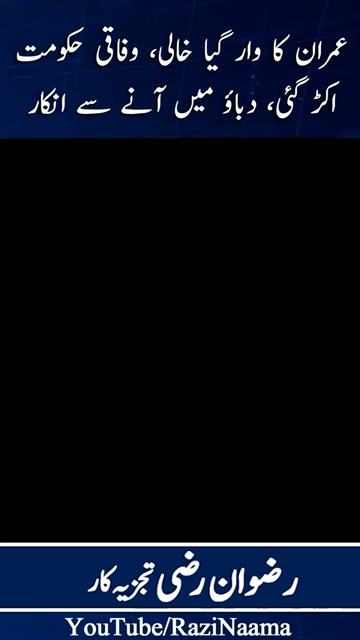 عمران کا وار گیا خالی، وفاقی حکومت
اکڑ گئی، دباؤ میں آنے سے انکار
رضوان رضی تجزیہ کار
YouTube/RaziNaama